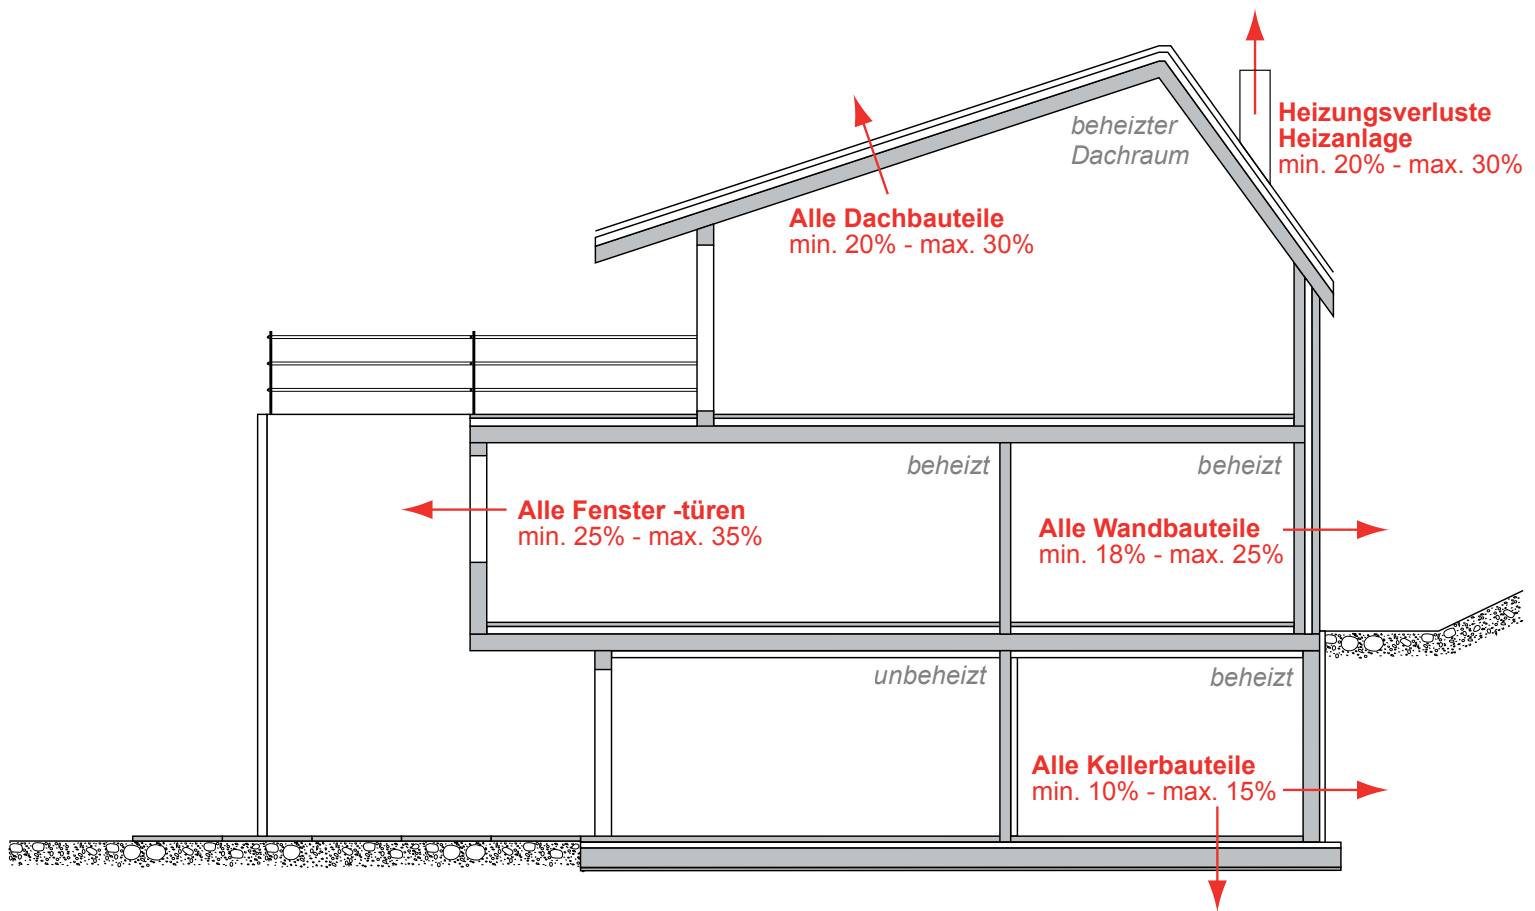 Heizungsverluste
Heizanlage
min. 20% - max. 30%
beheizter
Dachraum
Alle Dachbauteile
min. 20% - max. 30%
beheizt
beheizt
Alle Fenster -türen
min. 25% - max. 35%
Alle Wandbauteile
min. 18% - max. 25%
unbeheizt
beheizt
Alle Kellerbauteile
min. 10% - max. 15%